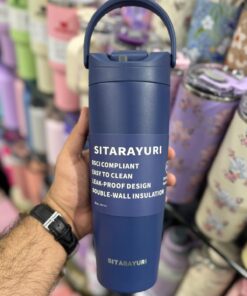 SITARAYURI
BSCI COMPLIANT
EASY TO CLEAN
LEAK-PROOF DESIGN
DOUBLE-WALL INSULATION
SITARAYURI